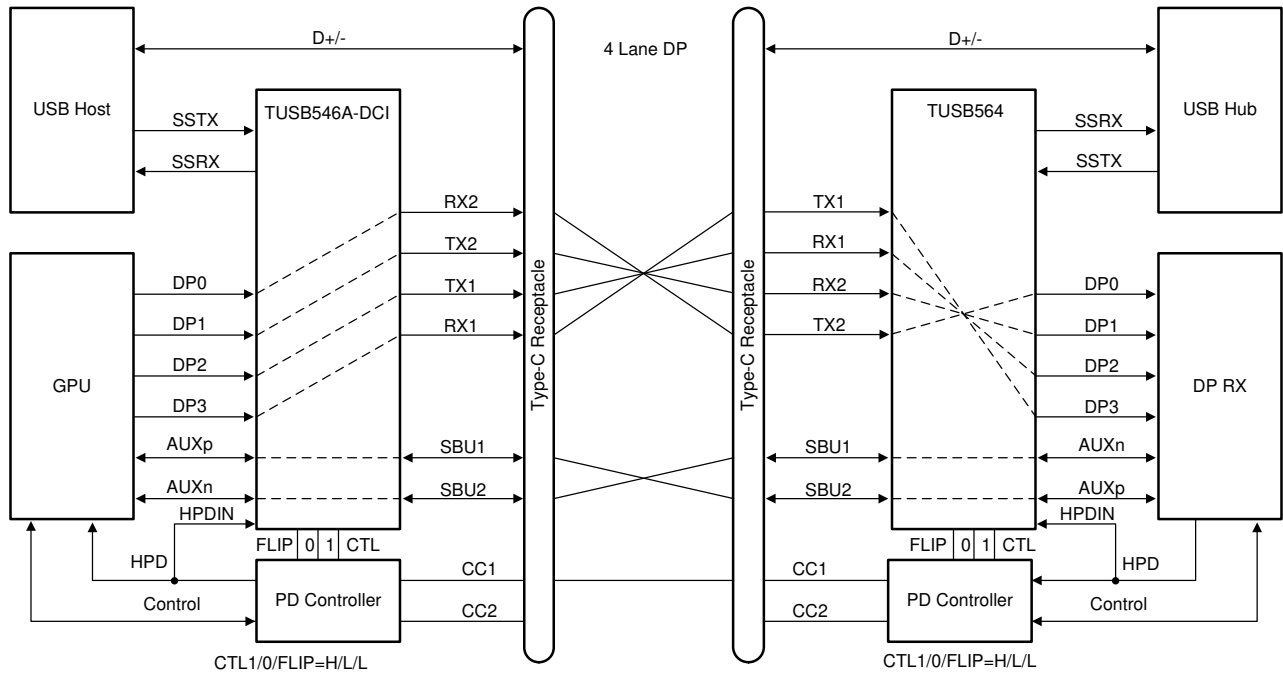 D+/-
4 Lane DP
D+/-
USB Host
TUSB546A-DCI
TUSB564
USB Hub
SSTX
SSRX
SSRX
SSTX
RX2
TX2
TX1
RX1
TX1
RX1
RX2
TX2
Type-C Receptacle
Type-C Receptacle
GPU
DP0
DP1
DP2
DP3
AUXp
AUXn
SBU1
SBU2
SBU1
SBU2
DP0
DP1
DP2
DP3
AUXn
AUXp
DP RX
HPDIN
HPDIN
FLIP 0 1 CTL
FLIP 0 1 CTL
HPD
HPD
Control
Control
PD Controller
PD Controller
CC1
CC2
CC1
CC2
CTL1/0/FLIP=H/L/L
CTL1/0/FLIP=H/L/L